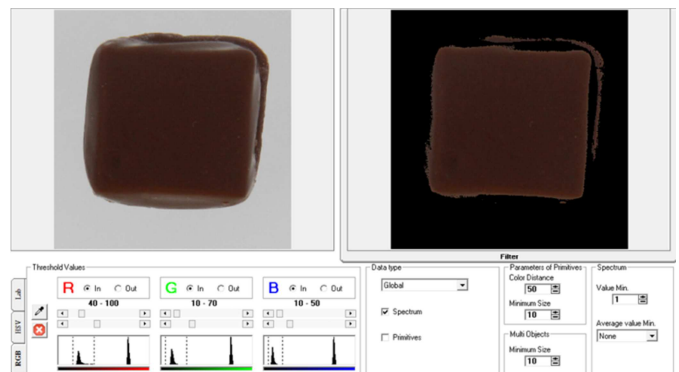 Filter
Threshold Values
Lab
HSV
RGB
R In Out
40 - 100
G In Out
10 - 70
B In Out
10 - 50
Data type
Global
Spectrum
Primitives
Parameters of Primitives
Color Distance
50
Minimum Size
10
Multi Objects
Minimum Size
10
Spectrum
Value Min.
1
Average value Min.
None